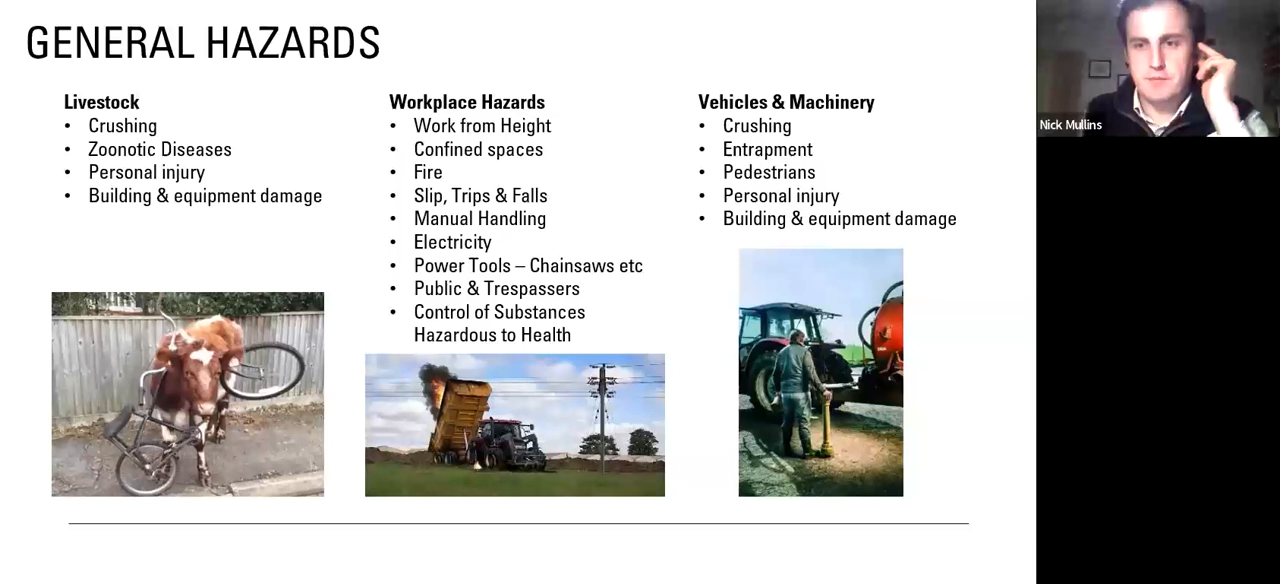 GENERAL HAZARDS
Livestock
• Crushing
• Zoonotic Diseases
• Personal injury
• Building & equipment damage
Workplace Hazards
• Work from Height
• Confined spaces
• Fire
• Slip, Trips & Falls
• Manual Handling
• Electricity
• Power Tools – Chainsaws etc
• Public & Trespassers
• Control of Substances
Hazardous to Health
Vehicles & Machinery
• Crushing
• Entrapment
• Pedestrians
• Personal injury
• Building & equipment damage
Nick Mullins